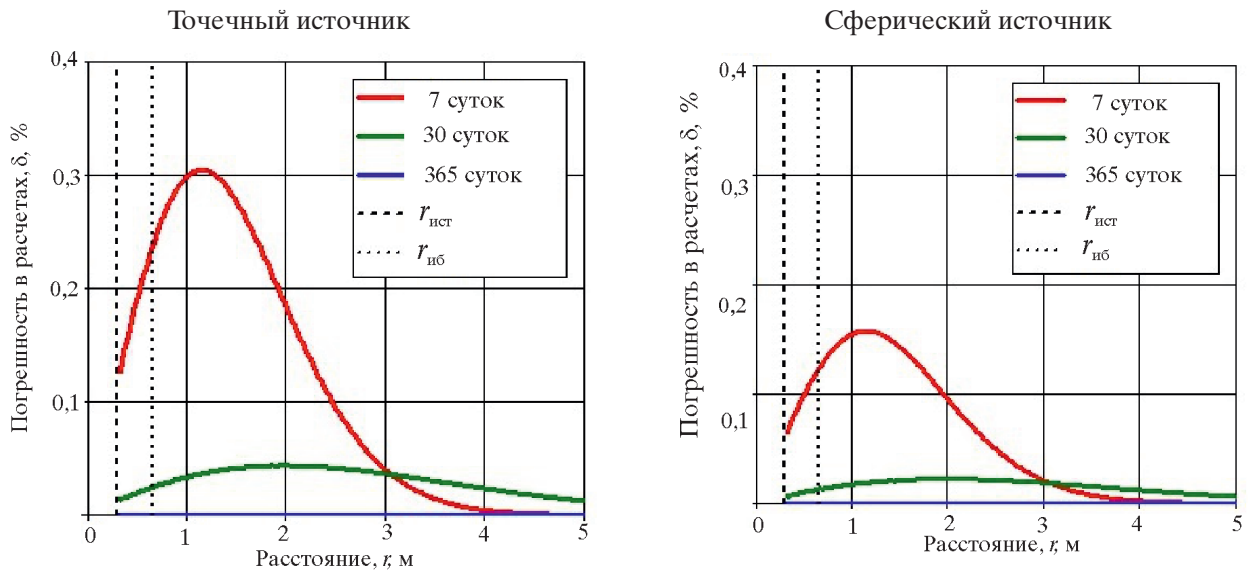 Точечный источник
0,4
0,3
0,2
0,1
Погрешность в расчетах, δ, %
7 суток
30 суток
365 суток
rист
rиб
0 1 2 3 4 5
Расстояние, r, м
Сферический источник
0,4
0,3
0,2
0,1
0
Погрешность в расчетах, δ, %
7 суток
30 суток
365 суток
rист
rиб
0 1 2 3 4 5
Расстояние, r, м